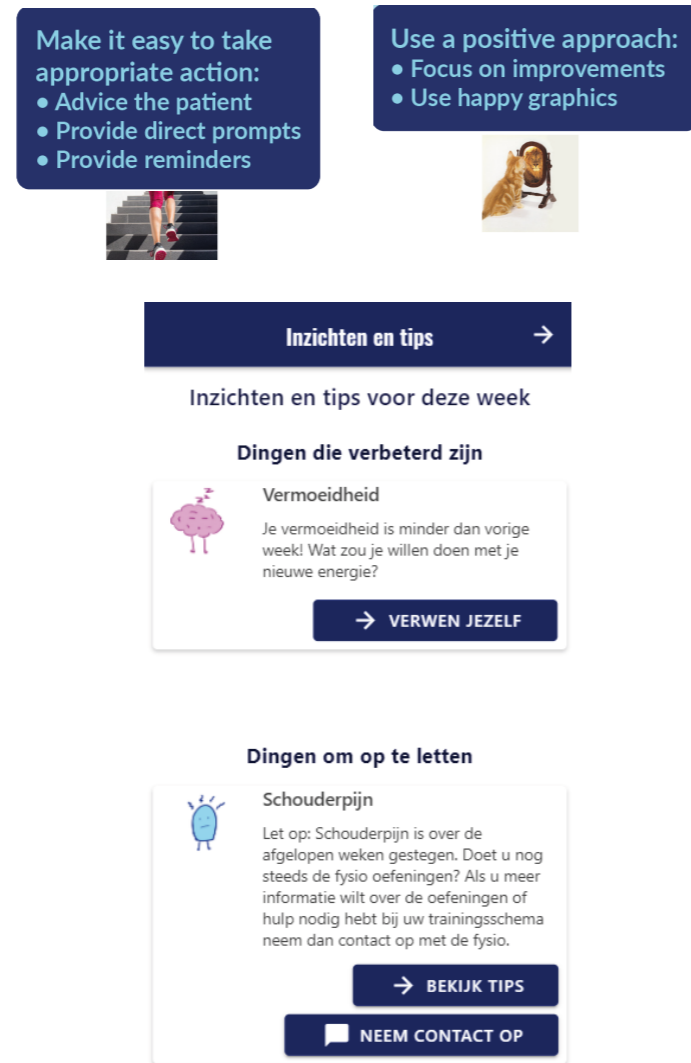 Make it easy to take
appropriate action:
• Advice the patient
• Provide direct prompts
• Provide reminders
Use a positive approach:
• Focus on improvements
• Use happy graphics
Inzichten en tips
Inzichten en tips voor deze week
Dingen die verbeterd zijn
Vermoeidheid
Je vermoeidheid is minder dan vorige
week! Wat zou je willen doen met je
nieuwe energie?
VERWEN JEZELF
Dingen om op te letten
Schouderpijn
Let op: Schouderpijn is over de
afgelopen weken gestegen. Doet u nog
steeds de fysio oefeningen? Als u meer
informatie wilt over de oefeningen of
hulp nodig hebt bij uw trainingsschema
neem dan contact op met de fysio.
BEKIJK TIPS
NEEM CONTACT OP